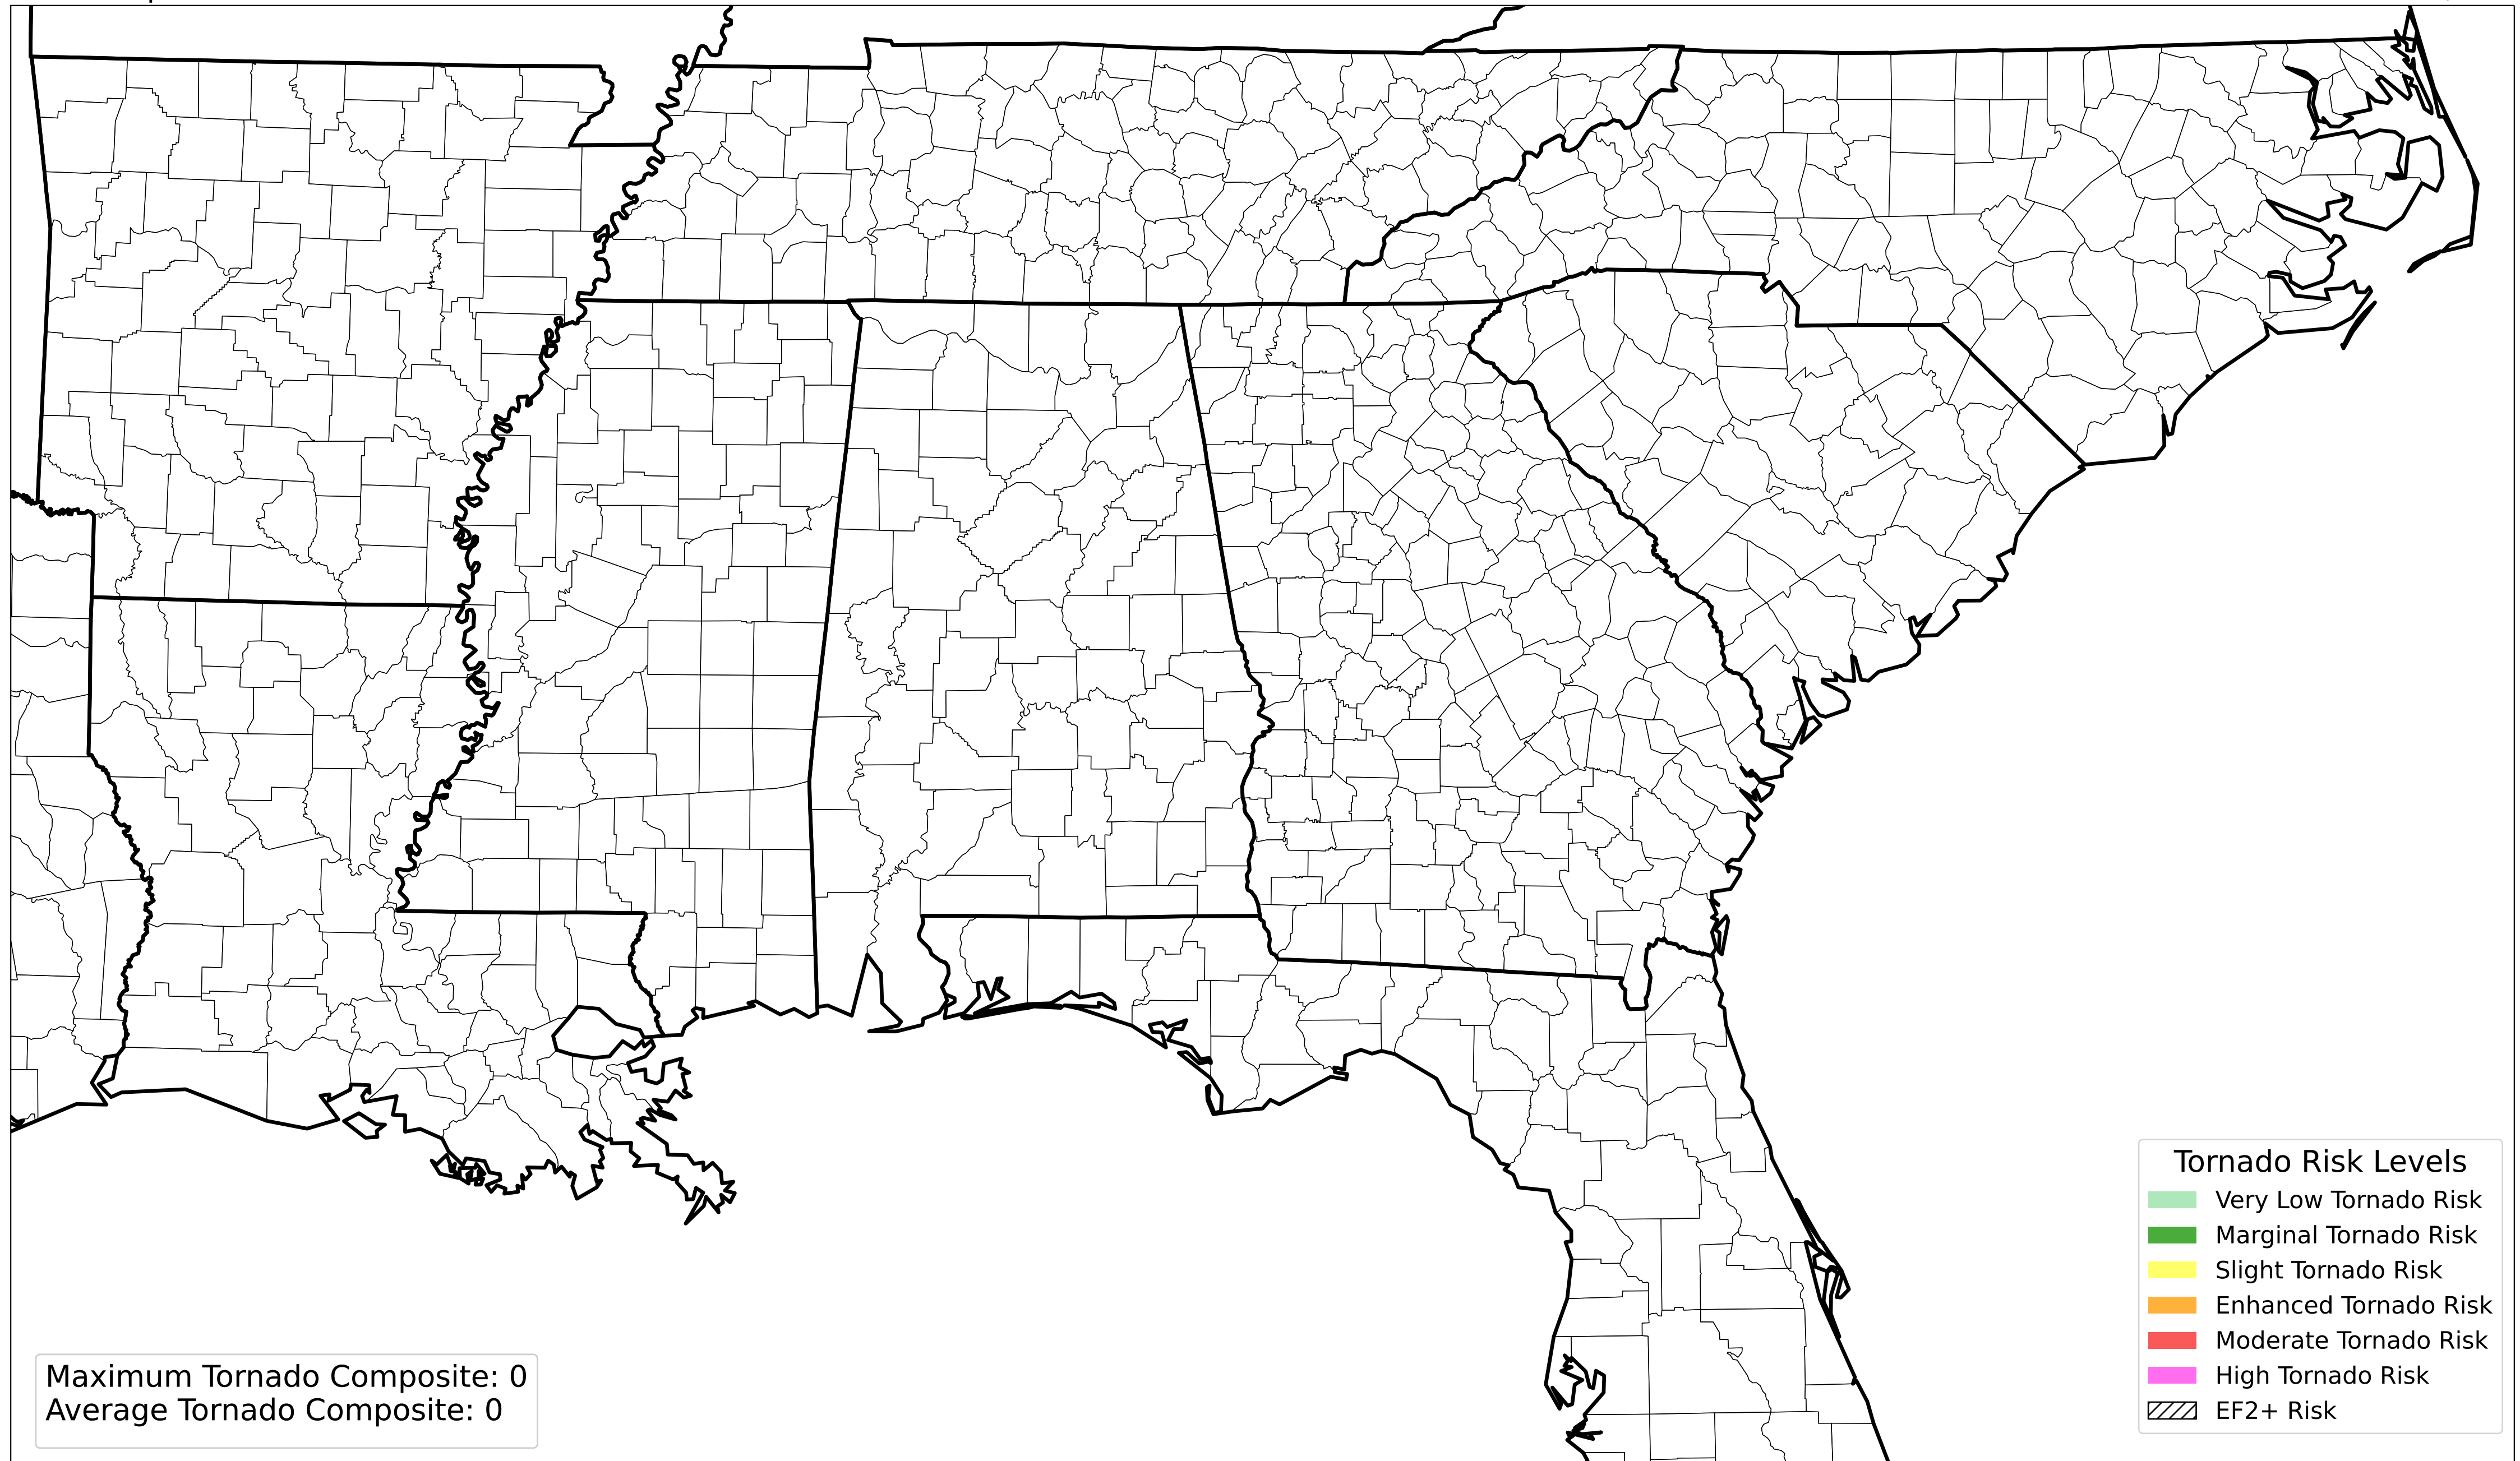 Tornado Risk Levels
Very Low Tornado Risk
Marginal Tornado Risk
Slight Tornado Risk
Enhanced Tornado Risk
Moderate Tornado Risk
High Tornado Risk
EF2+ Risk
Maximum Tornado Composite: 0
Average Tornado Composite: 0